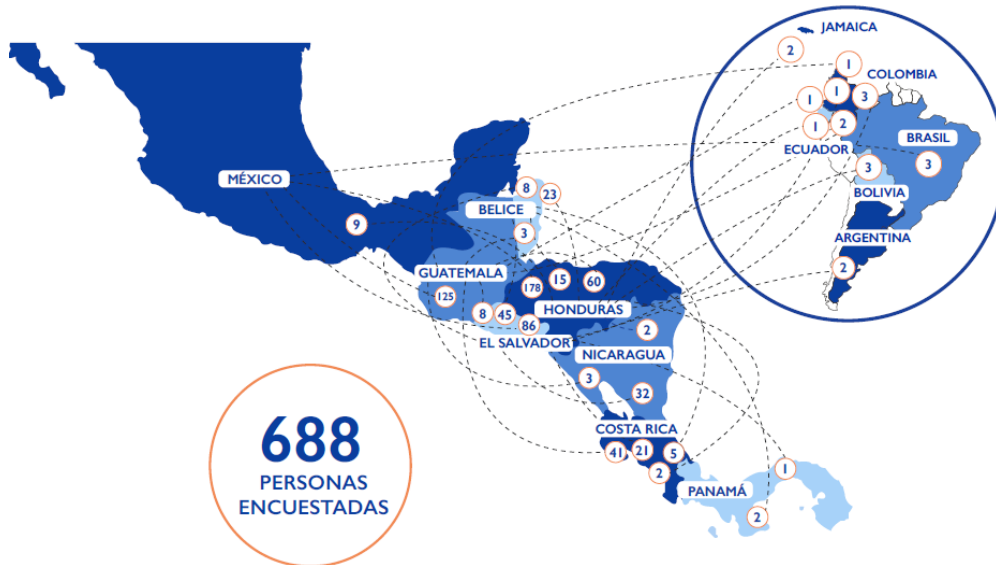 JAMAICA
2
1
COLOMBIA
1
1
3
1
2
ECUADOR
BRASIL
3
3
BOLIVIA
ARGENTINA
2
MÉXICO
9
8
23
BELICE
3
GUATEMALA
125
178
15
60
HONDURAS
8
45
86
EL SALVADOR
2
NICARAGUA
3
32
COSTA RICA
41
21
5
2
PANAMÁ
1
2
688
PERSONAS
ENCUESTADAS